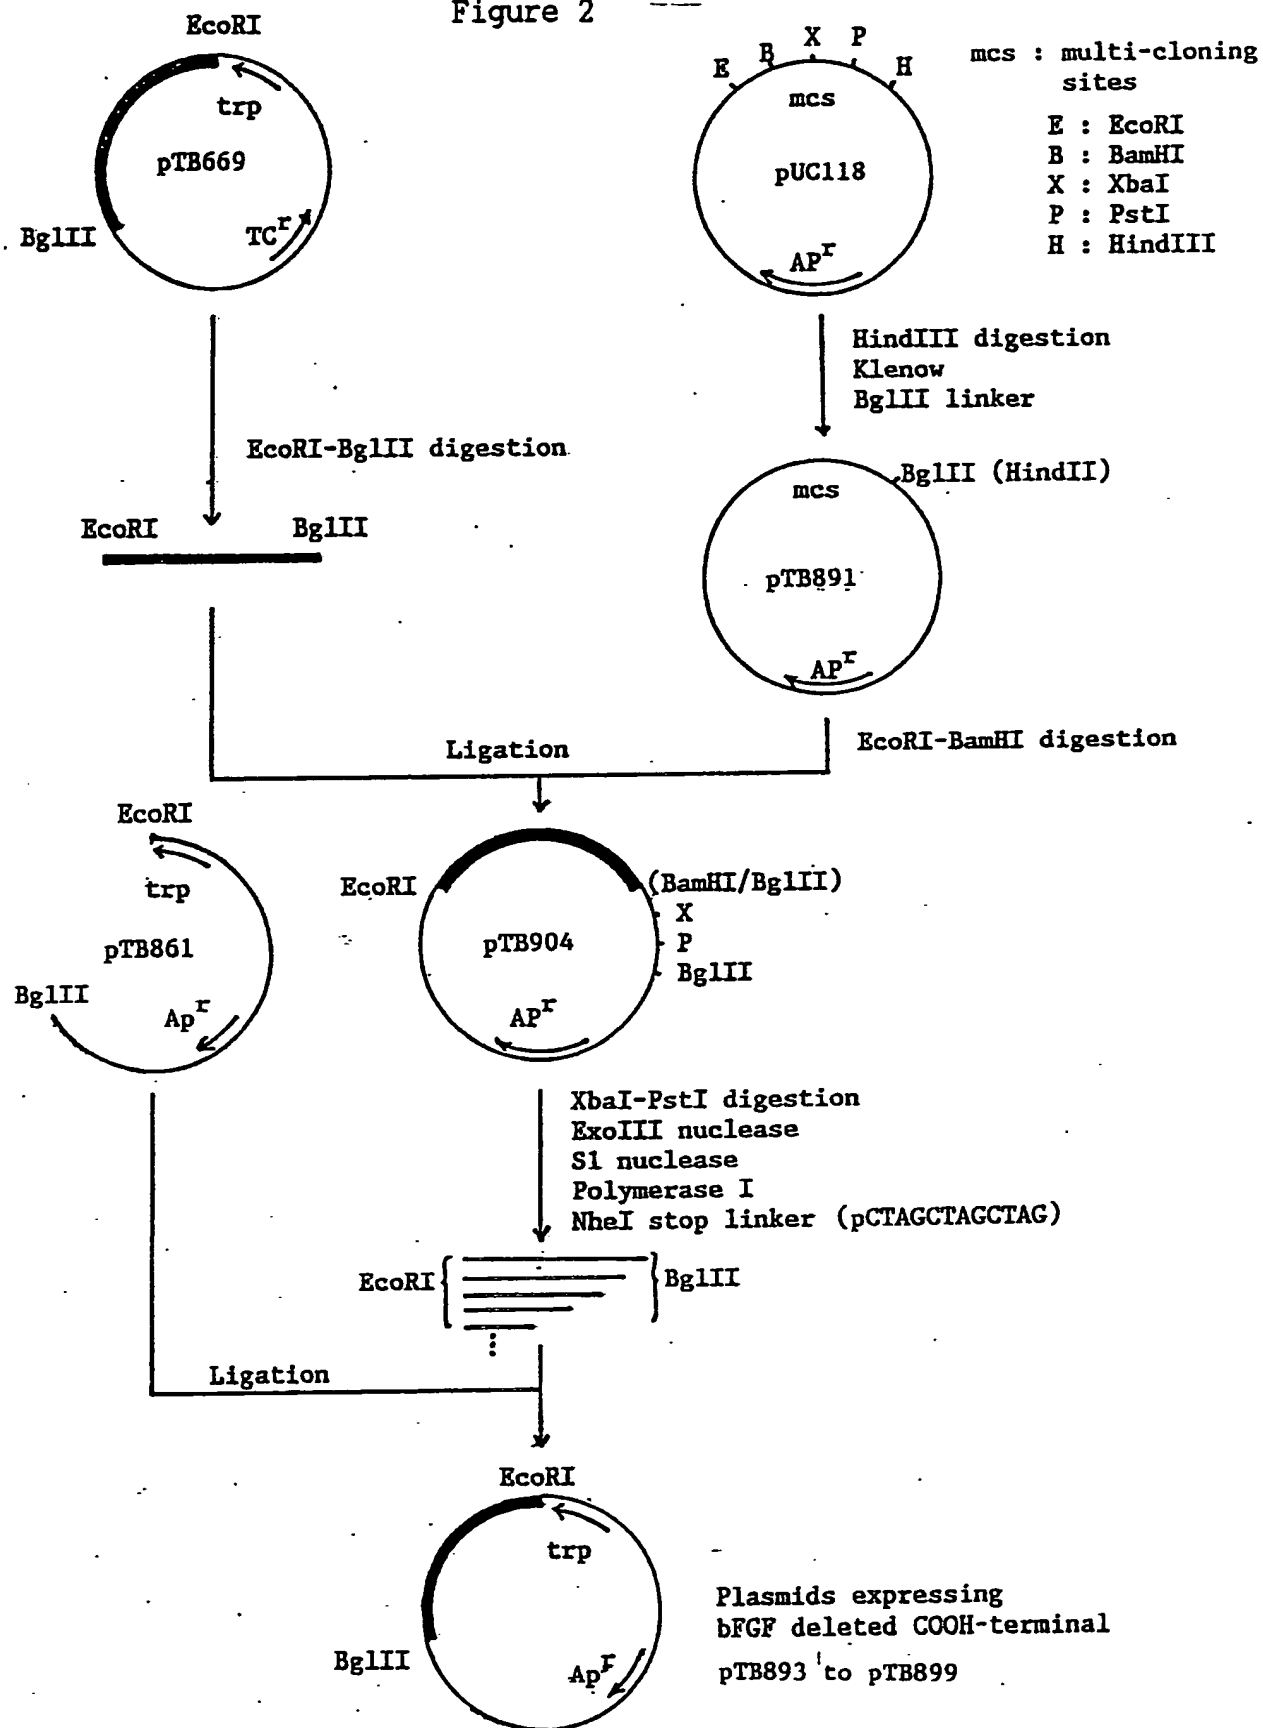 Figure 2
EcoRI
trp
pTB669
BglII
TCr
E
B
X
P
H
mcs
pUC118
APr
mcs : multi-cloning
sites
E : EcoRI
B : BamHI
X : XbaI
P : PstI
H : HindIII
HindIII digestion
Klenow
BglII linker
EcoRI-BglII digestion
EcoRI BglII
mcs
BglII (HindII)
pTB891
APr
EcoRI-BamHI digestion
Ligation
EcoRI
trp
pTB861
BglII
Apr
EcoRI
(BamHI/BglII)
X
P
BglII
pTB904
APr
XbaI-PstI digestion
ExoIII nuclease
S1 nuclease
Polymerase I
NheI stop linker (pCTAGCTAGCTAG)
EcoRI
BglII
Ligation
EcoRI
trp
BglII
Apr
Plasmids expressing
bFGF deleted COOH-terminal
pTB893 to pTB899